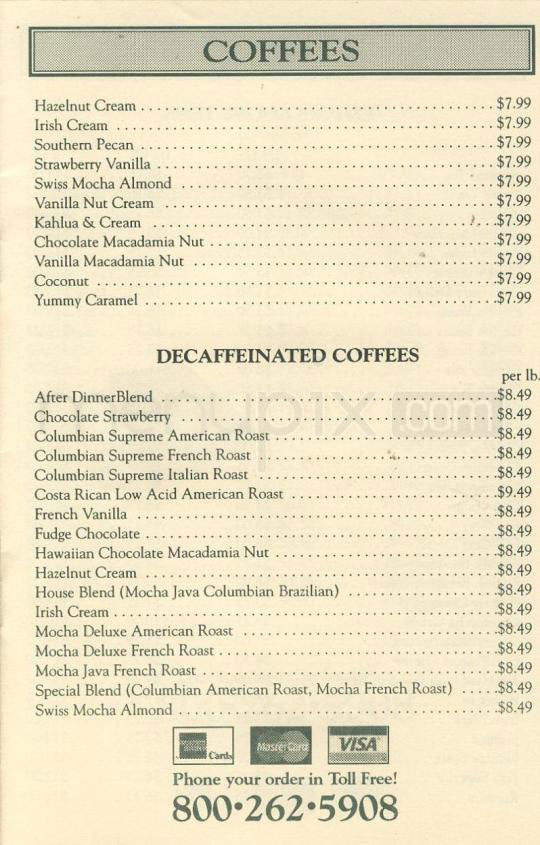 COFFEES
Hazelnut Cream . . . . . . . . . . . . . . . . . . . . $7.99
Irish Cream . . . . . . . . . . . . . . . . . . . . $7.99
Southern Pecan . . . . . . . . . . . . . . . . . . . . $7.99
Strawberry Vanilla . . . . . . . . . . . . . . . . . . . . $7.99
Swiss Mocha Almond . . . . . . . . . . . . . . . . . . . . $7.99
Vanilla Nut Cream . . . . . . . . . . . . . . . . . . . . $7.99
Kahlua & Cream . . . . . . . . . . . . . . . . . . . . $7.99
Chocolate Macadamia Nut . . . . . . . . . . . . . . . . . . . . $7.99
Vanilla Macadamia Nut . . . . . . . . . . . . . . . . . . . . $7.99
Coconut . . . . . . . . . . . . . . . . . . . . $7.99
Yummy Caramel . . . . . . . . . . . . . . . . . . . . $7.99
DECAFFEINATED COFFEES
per lb.
After DinnerBlend . . . . . . . . . . . . . . . . . . . . $8.49
Chocolate Strawberry . . . . . . . . . . . . . . . . . . . . $8.49
Columbian Supreme American Roast . . . . . . . . . . . . . . . $8.49
Columbian Supreme French Roast . . . . . . . . . . . . . . . $8.49
Columbian Supreme Italian Roast . . . . . . . . . . . . . . . $8.49
Costa Rican Low Acid American Roast . . . . . . . . . . . . . . . $9.49
French Vanilla . . . . . . . . . . . . . . . . . . . . $8.49
Fudge Chocolate . . . . . . . . . . . . . . . . . . . . $8.49
Hawaiian Chocolate Macadamia Nut . . . . . . . . . . . . . . . $8.49
Hazelnut Cream . . . . . . . . . . . . . . . . . . . . $8.49
House Blend (Mocha Java Columbian Brazilian) . . . . . . . . . . $8.49
Irish Cream . . . . . . . . . . . . . . . . . . . . $8.49
Mocha Deluxe American Roast . . . . . . . . . . . . . . . $8.49
Mocha Deluxe French Roast . . . . . . . . . . . . . . . $8.49
Mocha Java French Roast . . . . . . . . . . . . . . . $8.49
Special Blend (Columbian American Roast, Mocha French Roast) . . . . . $8.49
Swiss Mocha Almond . . . . . . . . . . . . . . . . . . . . $8.49
Cards MasterCard VISA
Phone your order in Toll Free!
800•262•5908